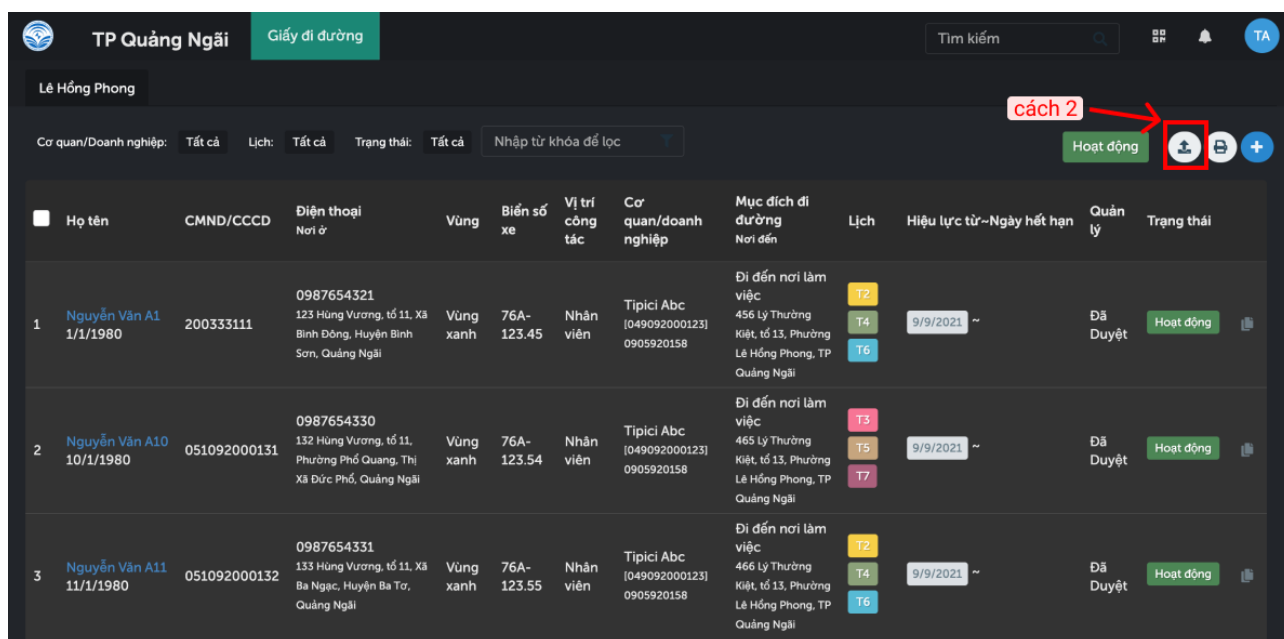 TP Quảng Ngãi
Giấy đi đường
Tìm kiếm
TA
Lê Hồng Phong
cách 2
Cơ quan/Doanh nghiệp: Tất cả Lịch: Tất cả Trạng thái: Tất cả Nhập từ khóa để lọc
Hoạt động
Họ tên
CMND/CCCD
Điện thoại
Nơi ở
Vùng
Biển số
xe
Vị trí
công
tác
Cơ
quan/doanh
nghiệp
Mục đích đi
đường
Nơi đến
Lịch
Hiệu lực từ~Ngày hết hạn
Quản
lý
Trạng thái
1
Nguyễn Văn A1
1/1/1980
200333111
0987654321
123 Hùng Vương, tổ 11, Xã
Bình Đông, Huyện Bình
Sơn, Quảng Ngãi
Vùng
xanh
76A-
123.45
Nhân
viên
Tipici Abc
[049092000123]
0905920158
Đi đến nơi làm
việc
456 Lý Thường
Kiệt, tổ 13, Phường
Lê Hồng Phong, TP
Quảng Ngãi
T2
T4
T6
9/9/2021 ~
Đã
Duyệt
Hoạt động
2
Nguyễn Văn A10
10/1/1980
051092000131
0987654330
132 Hùng Vương, tổ 11,
Phường Phổ Quang, Thị
Xã Đức Phổ, Quảng Ngãi
Vùng
xanh
76A-
123.54
Nhân
viên
Tipici Abc
[049092000123]
0905920158
Đi đến nơi làm
việc
465 Lý Thường
Kiệt, tổ 13, Phường
Lê Hồng Phong, TP
Quảng Ngãi
T3
T5
T7
9/9/2021 ~
Đã
Duyệt
Hoạt động
3
Nguyễn Văn A11
11/1/1980
051092000132
0987654331
133 Hùng Vương, tổ 11, Xã
Ba Ngạc, Huyện Ba Tơ,
Quảng Ngãi
Vùng
xanh
76A-
123.55
Nhân
viên
Tipici Abc
[049092000123]
0905920158
Đi đến nơi làm
việc
466 Lý Thường
Kiệt, tổ 13, Phường
Lê Hồng Phong, TP
Quảng Ngãi
T2
T4
T6
9/9/2021 ~
Đã
Duyệt
Hoạt động